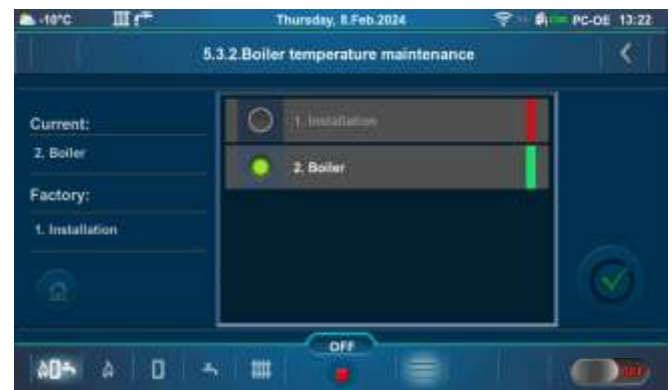 -10°C Thursday, 8.Feb.2024 PC-OE 13:22
5.3.2.Boiler temperature maintenance
Current:
2. Boiler
Factory:
1. Installation
1. Installation
2. Boiler
OFF
OFF